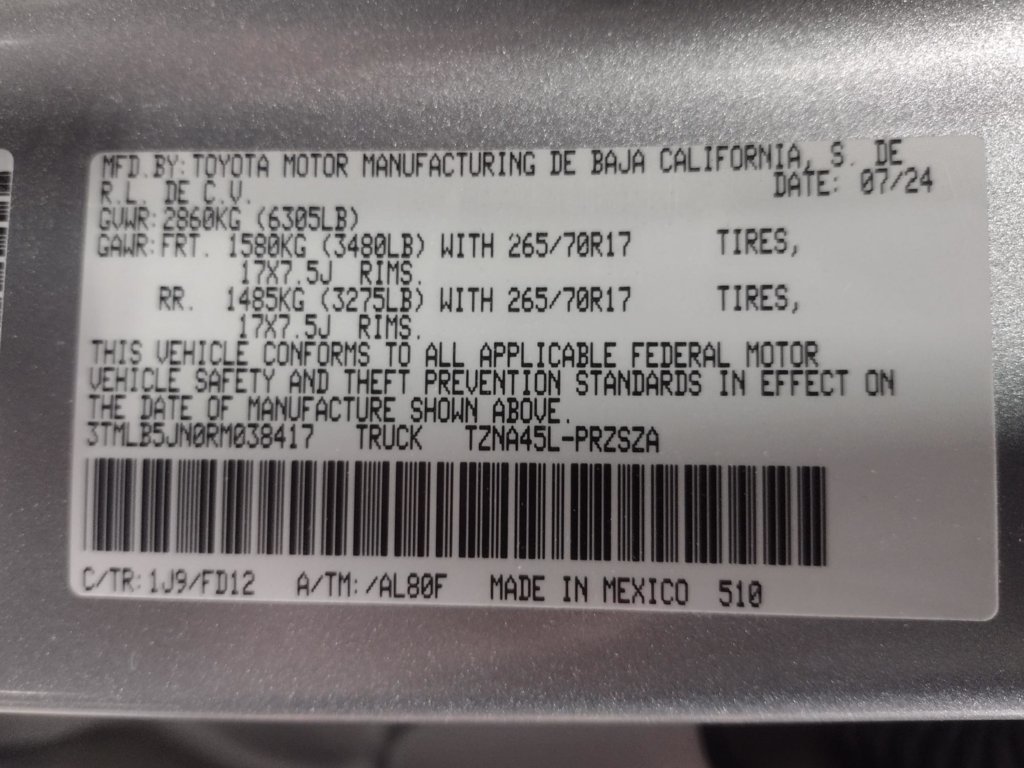 MFD.BY:TOYOTA MOTOR MANUFACTURING DE BAJA CALIFORNIA, S. DE
R.L. DE C.V. DATE: 07/24
GVWR:2860KG (6305LB)
GAWR:FRT. 1580KG (3480LB) WITH 265/70R17 TIRES,
17X7.5J RIMS.
RR. 1485KG (3275LB) WITH 265/70R17 TIRES,
17X7.5J RIMS.
THIS VEHICLE CONFORMS TO ALL APPLICABLE FEDERAL MOTOR
VEHICLE SAFETY AND THEFT PREVENTION STANDARDS IN EFFECT ON
THE DATE OF MANUFACTURE SHOWN ABOVE.
3TMLB5JN0RM038417 TRUCK TZNA45L-PRZSZA
C/TR:1J9/FD12 A/TM:/AL80F MADE IN MEXICO 510